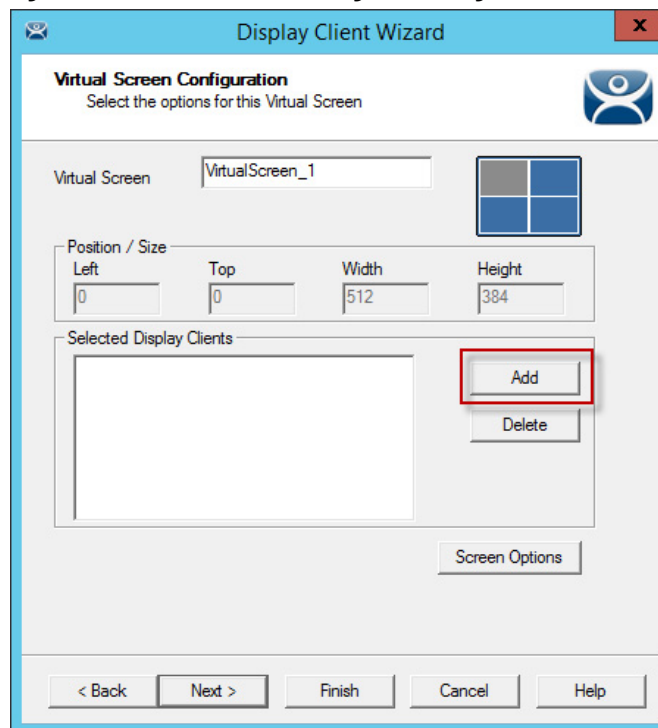 Display Client Wizard
x
Virtual Screen Configuration
Select the options for this Virtual Screen
Virtual Screen VirtualScreen_1
Position / Size
Left Top Width Height
0 0 512 384
Selected Display Clients
Add
Delete
Screen Options
< Back Next > Finish Cancel Help